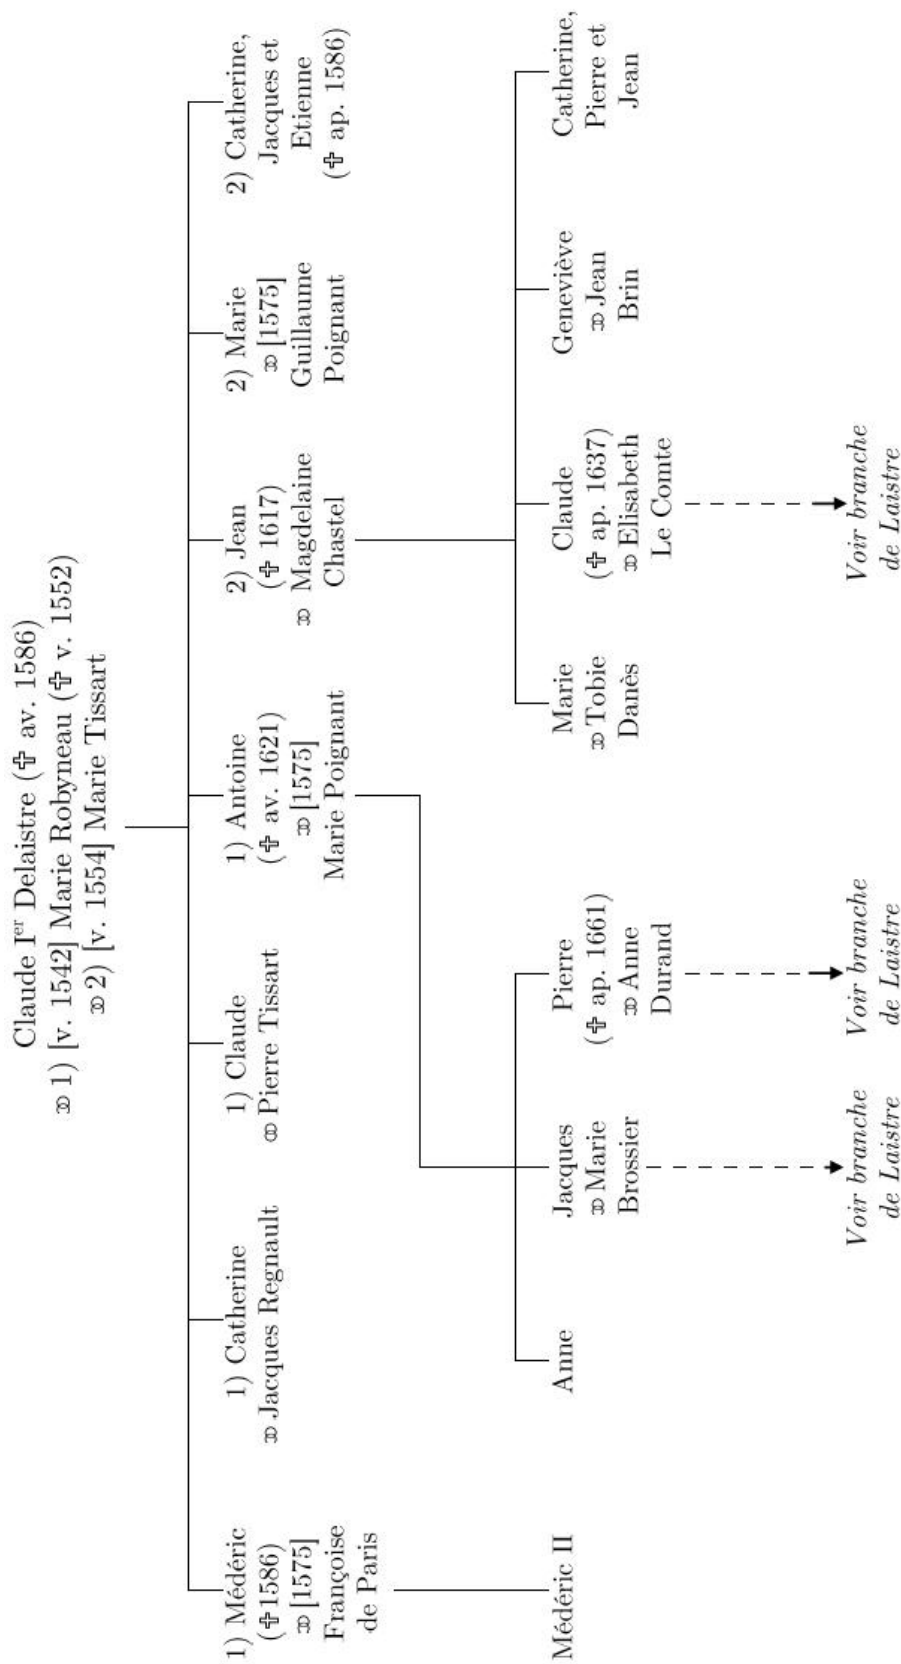 Claude Iᵉʳ Delaistre (✞ av. 1586)
⚭ 1) [v. 1542] Marie Robyneau (✞ v. 1552)
⚭ 2) [v. 1554] Marie Tissart
1) Médéric
(✞1586)
⚭ [1575]
Françoise
de Paris
1) Catherine
⚭ Jacques Regnault
1) Claude
⚭ Pierre Tissart
1) Antoine
(✞ av. 1621)
⚭ [1575]
Marie Poignant
2) Jean
(✞ 1617)
⚭ Magdelaine
Chastel
2) Marie
⚭ [1575]
Guillaume
Poignant
2) Catherine,
Jacques et
Etienne
(✞ ap. 1586)
Médéric II
Anne
Jacques
⚭ Marie
Brossier
Pierre
(✞ ap. 1661)
⚭ Anne
Durand
Marie
⚭ Tobie
Danès
Claude
(✞ ap. 1637)
⚭ Elisabeth
Le Comte
Geneviève
⚭ Jean
Brin
Catherine,
Pierre et
Jean
Voir branche
de Laistre
Voir branche
de Laistre
Voir branche
de Laistre